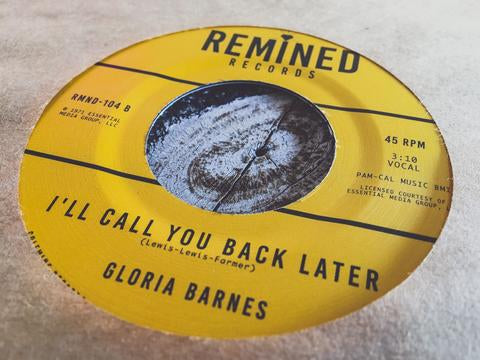 REMINED
RECORDS
RMND-104 B
℗ 1971 ESSENTIAL
MEDIA GROUP, LLC
45 RPM
3:10
VOCAL
PAM-CAL MUSIC BMI
LICENSED COURTESY OF
ESSENTIAL MEDIA GROUP,
I'LL CALL YOU BACK LATER
(Lewis-Lewis-Farmer)
GLORIA BARNES